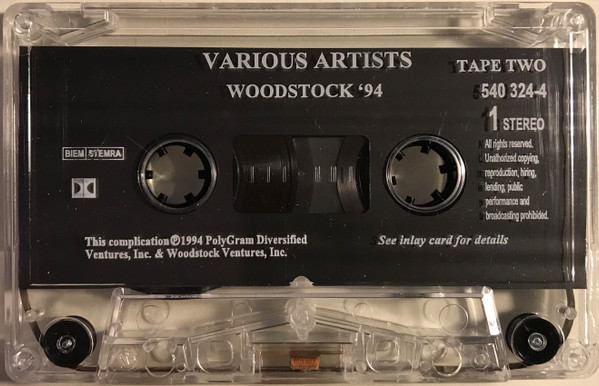 VARIOUS ARTISTS
WOODSTOCK ‘94
TAPE TWO
540 324-4
1 STEREO
BIEM STEMRA
All rights reserved.
Unathorized copying,
reproduction, hiring,
lending, public
performance and
broadcasting prohibited.
This complication Ⓟ1994 PolyGram Diversified
Ventures, Inc. & Woodstock Ventures, Inc.
See inlay card for details